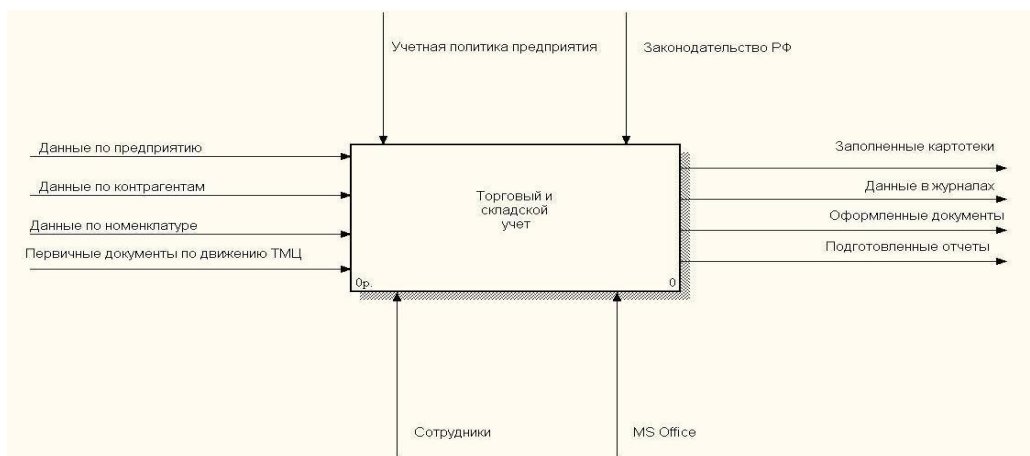 Учетная политика предприятия
Законодательство РФ
Данные по предприятию
Данные по контрагентам
Данные по номенклатуре
Первичные документы по движению ТМЦ
Торговый и
складской
учет
0р.
0
Заполненные картотеки
Данные в журналах
Оформленные документы
Подготовленные отчеты
Сотрудники
MS Office